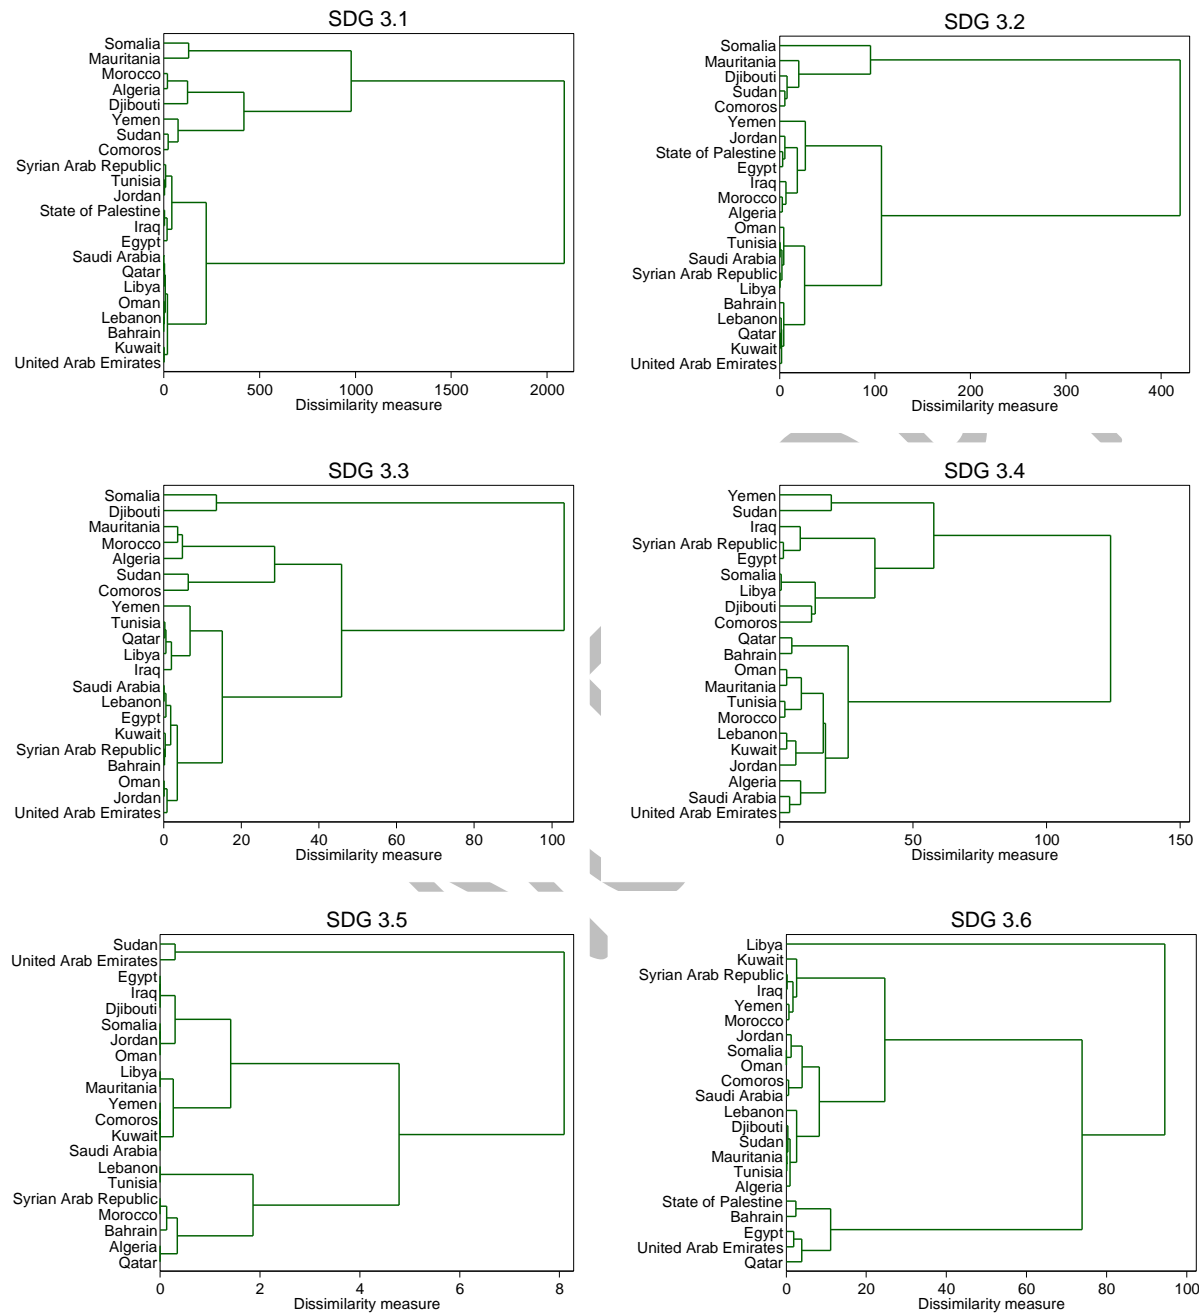 SDG 3.1
Somalia
Mauritania
Morocco
Algeria
Djibouti
Yemen
Sudan
Comoros
Syrian Arab Republic
Tunisia
Jordan
State of Palestine
Iraq
Egypt
Saudi Arabia
Qatar
Libya
Oman
Lebanon
Bahrain
Kuwait
United Arab Emirates
0 500 1000 1500 2000
Dissimilarity measure
SDG 3.2
Somalia
Mauritania
Djibouti
Sudan
Comoros
Yemen
Jordan
State of Palestine
Egypt
Iraq
Morocco
Algeria
Oman
Tunisia
Saudi Arabia
Syrian Arab Republic
Libya
Bahrain
Lebanon
Qatar
Kuwait
United Arab Emirates
0 100 200 300 400
Dissimilarity measure
SDG 3.3
Somalia
Djibouti
Mauritania
Morocco
Algeria
Sudan
Comoros
Yemen
Tunisia
Qatar
Libya
Iraq
Saudi Arabia
Lebanon
Egypt
Kuwait
Syrian Arab Republic
Bahrain
Oman
Jordan
United Arab Emirates
0 20 40 60 80 100
Dissimilarity measure
SDG 3.4
Yemen
Sudan
Iraq
Syrian Arab Republic
Egypt
Somalia
Libya
Djibouti
Comoros
Qatar
Bahrain
Oman
Mauritania
Tunisia
Morocco
Lebanon
Kuwait
Jordan
Algeria
Saudi Arabia
United Arab Emirates
0 50 100 150
Dissimilarity measure
SDG 3.5
Sudan
United Arab Emirates
Egypt
Iraq
Djibouti
Somalia
Jordan
Oman
Libya
Mauritania
Yemen
Comoros
Kuwait
Saudi Arabia
Lebanon
Tunisia
Syrian Arab Republic
Morocco
Bahrain
Algeria
Qatar
0 2 4 6 8
Dissimilarity measure
SDG 3.6
Libya
Kuwait
Syrian Arab Republic
Iraq
Yemen
Morocco
Jordan
Somalia
Oman
Comoros
Saudi Arabia
Lebanon
Djibouti
Sudan
Mauritania
Tunisia
Algeria
State of Palestine
Bahrain
Egypt
United Arab Emirates
Qatar
0 20 40 60 80 100
Dissimilarity measure